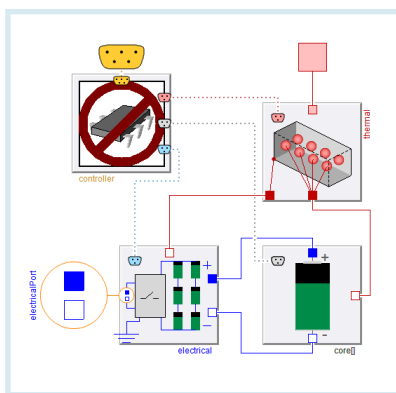 controller
thermal
electricalPort
+
−
electrical
+
-
core[]